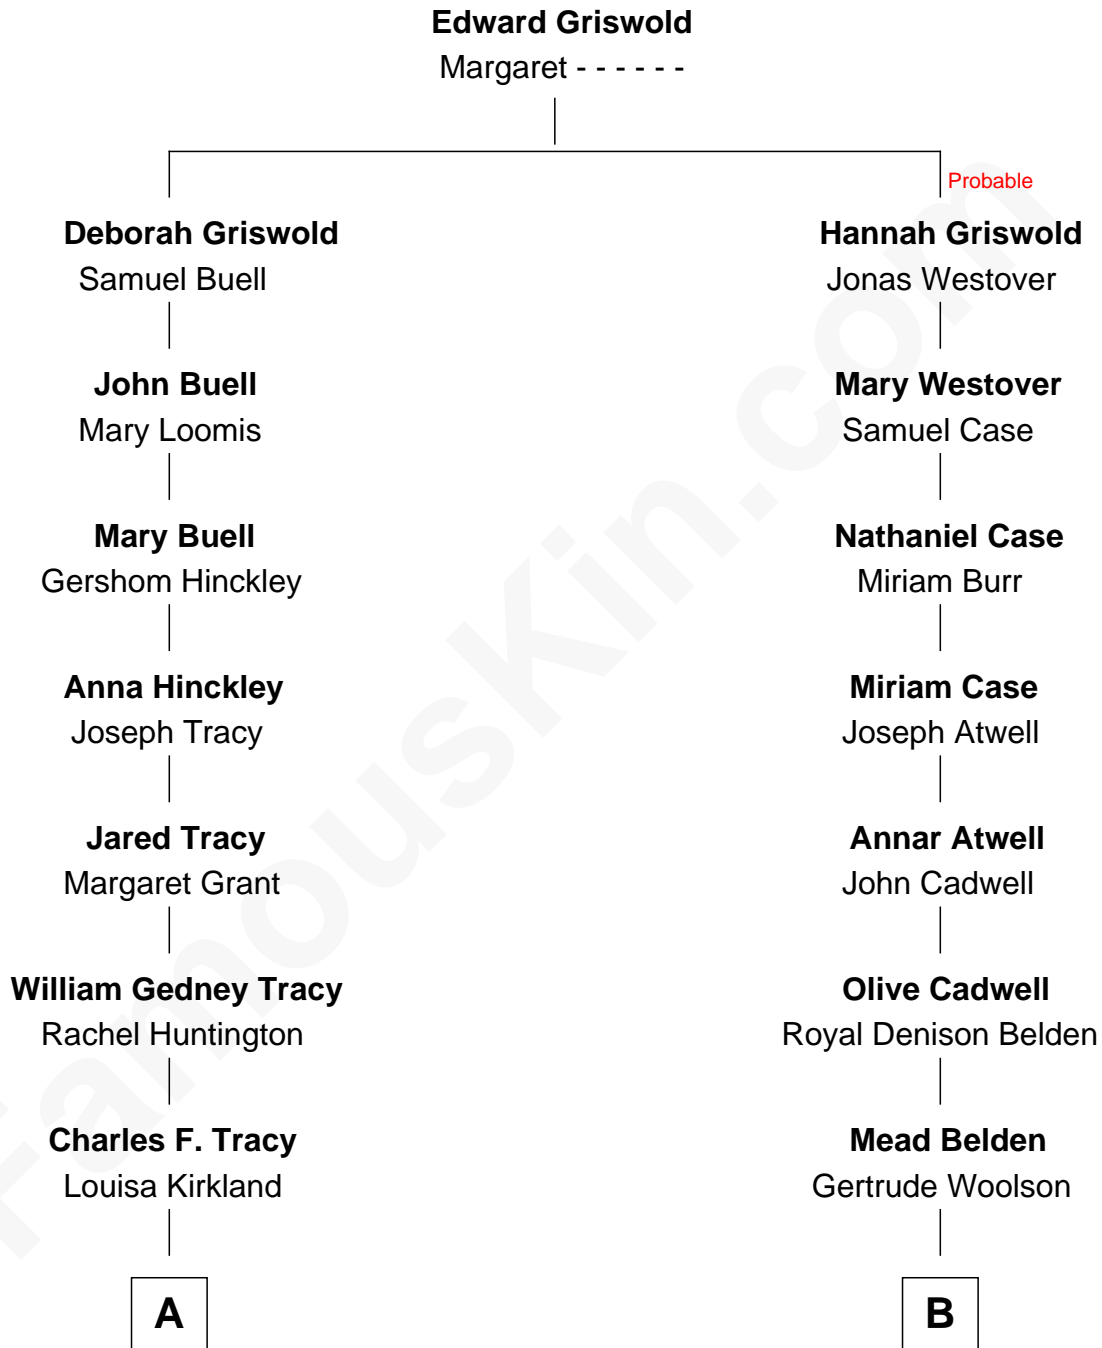 Edward Griswold
Margaret - - - - - -
Probable
Deborah Griswold
Samuel Buell
Hannah Griswold
Jonas Westover
John Buell
Mary Loomis
Mary Westover
Samuel Case
Mary Buell
Gershom Hinckley
Nathaniel Case
Miriam Burr
Anna Hinckley
Joseph Tracy
Miriam Case
Joseph Atwell
Jared Tracy
Margaret Grant
Annar Atwell
John Cadwell
William Gedney Tracy
Rachel Huntington
Olive Cadwell
Royal Denison Belden
Charles F. Tracy
Louisa Kirkland
Mead Belden
Gertrude Woolson
A
B
FamousKin.com